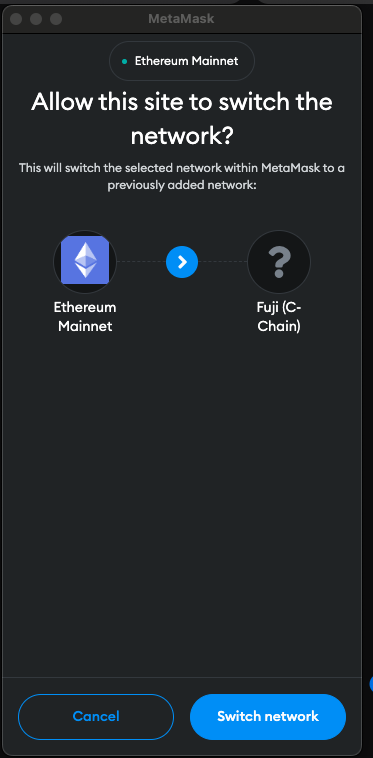 MetaMask
Ethereum Mainnet
Allow this site to switch the
network?
This will switch the selected network within MetaMask to a
previously added network:
?
Ethereum
Mainnet
Fuji (C-
Chain)
Cancel
Switch network